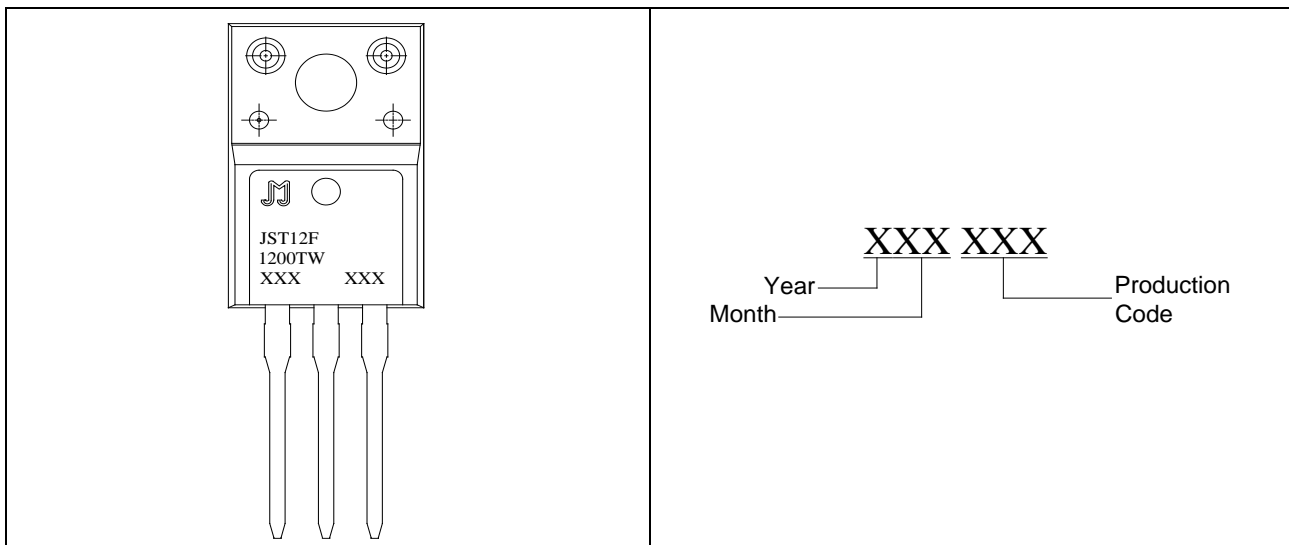 JM
JST12F
1200TW
XXX XXX
XXX XXX
Year
Month
Production
Code